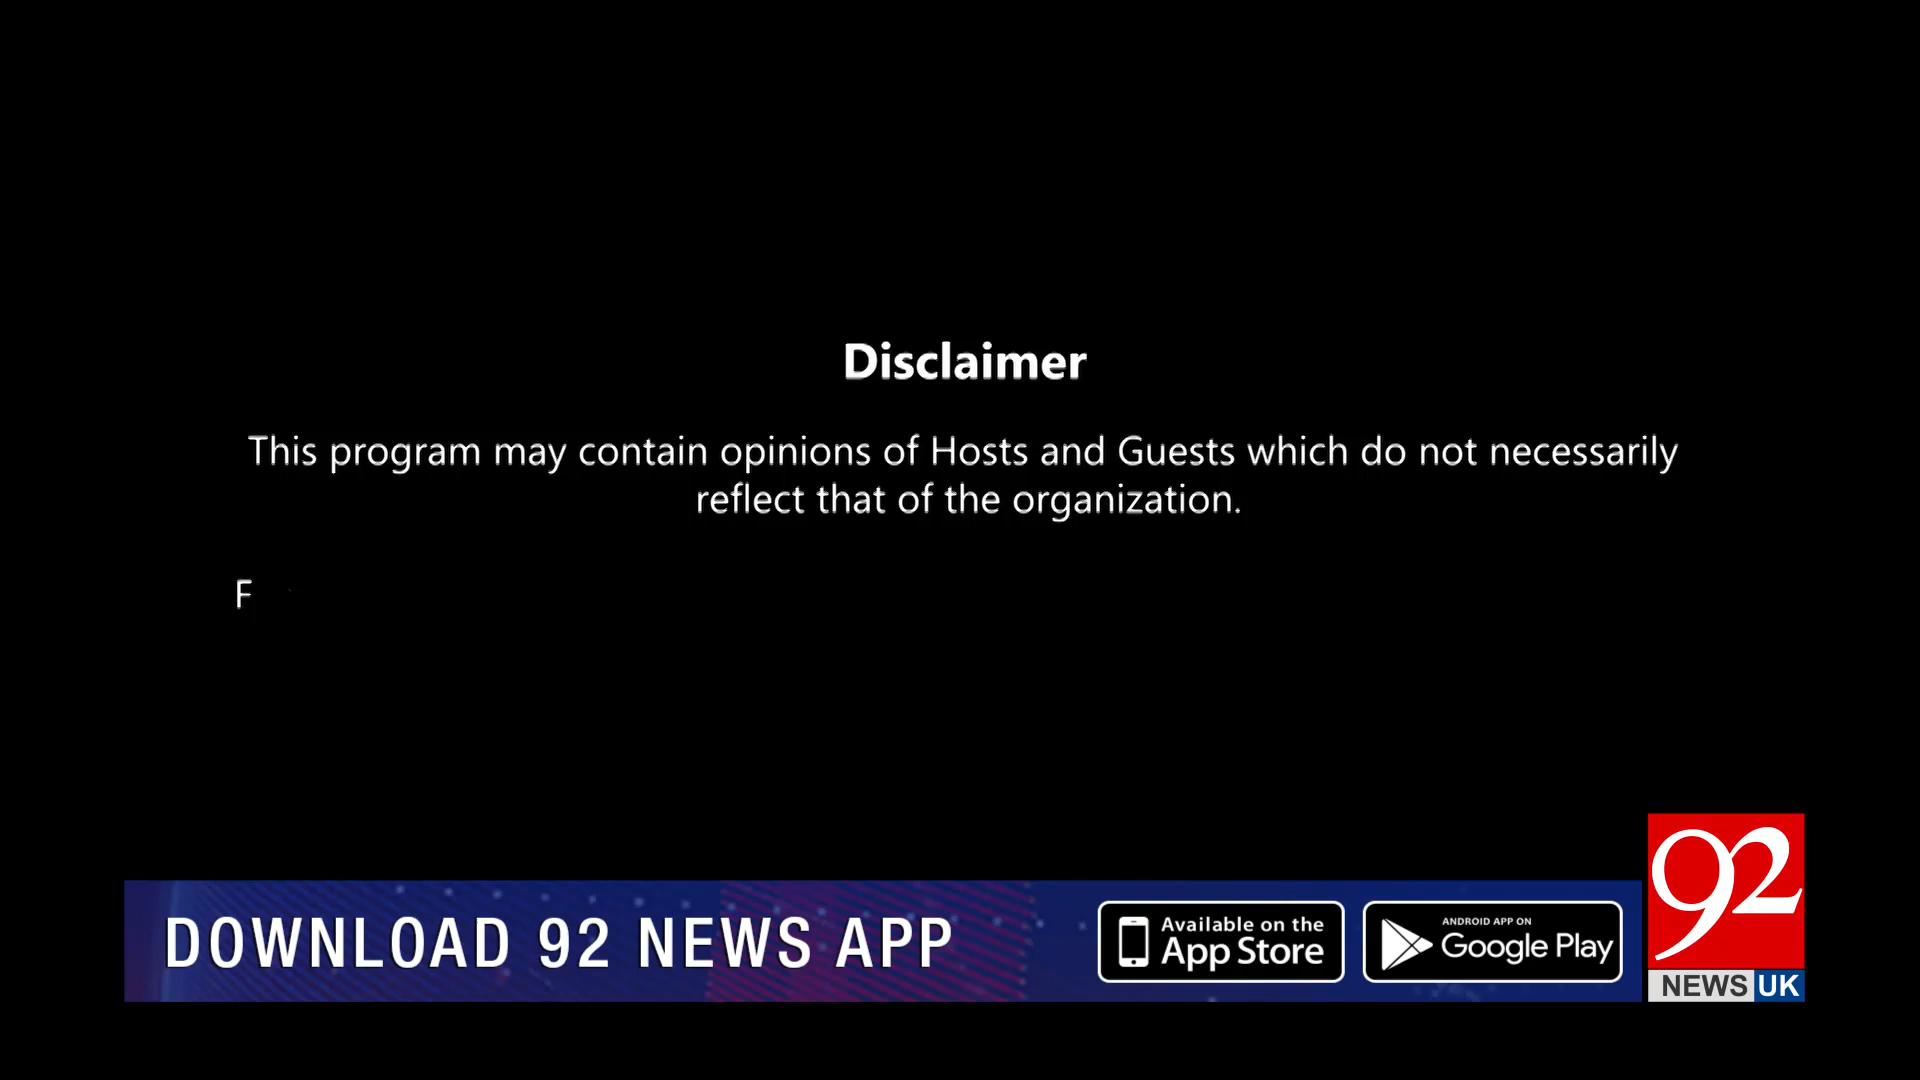 Disclaimer
This program may contain opinions of Hosts and Guests which do not necessarily
reflect that of the organization.
F
DOWNLOAD 92 NEWS APP
Available on the
App Store
ANDROID APP ON
Google Play
92
NEWS UK